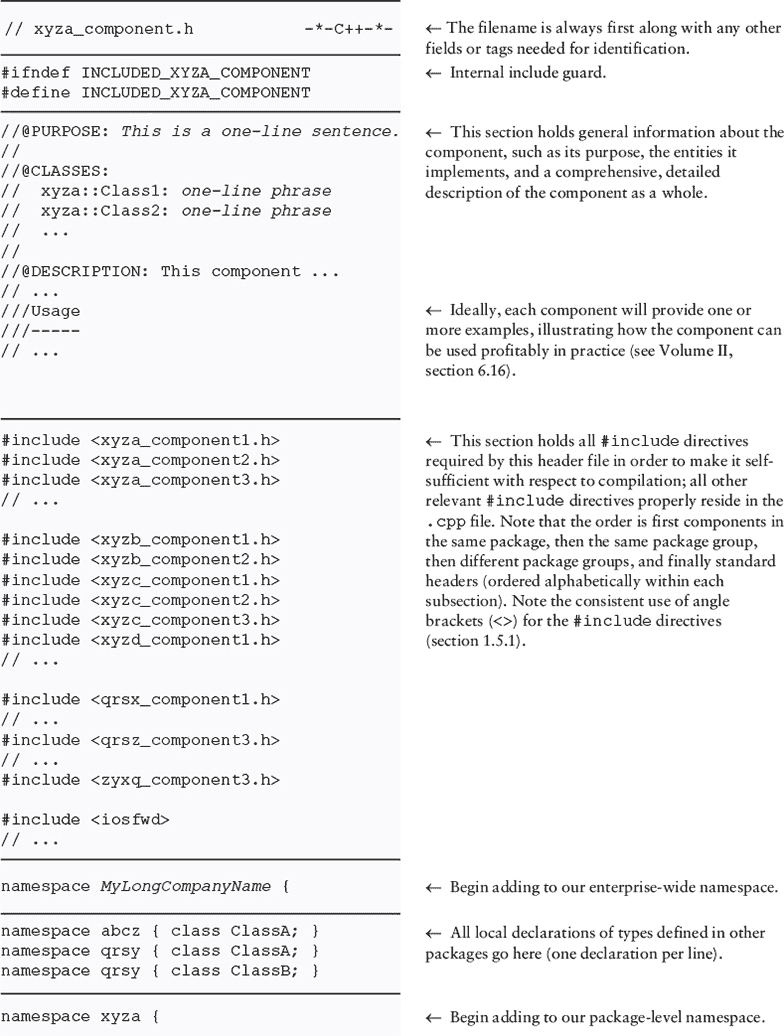 // xyza_component.h -*-C++-*-
← The filename is always first along with any other
fields or tags needed for identification.
#ifndef INCLUDED_XYZA_COMPONENT
#define INCLUDED_XYZA_COMPONENT
← Internal include guard.
//@PURPOSE: This is a one-line sentence.
//
//@CLASSES:
//  xyza::Class1: one-line phrase
//  xyza::Class2: one-line phrase
//  ...
//
//@DESCRIPTION: This component ...
// ...
///Usage
///-----
// ...
← This section holds general information about the
component, such as its purpose, the entities it
implements, and a comprehensive, detailed
description of the component as a whole.
← Ideally, each component will provide one or
more examples, illustrating how the component can
be used profitably in practice (see Volume II,
section 6.16).
#include <xyza_component1.h>
#include <xyza_component2.h>
#include <xyza_component3.h>
// ...
#include <xyzb_component1.h>
#include <xyzb_component2.h>
#include <xyzc_component1.h>
#include <xyzc_component2.h>
#include <xyzc_component3.h>
#include <xyzd_component1.h>
// ...
#include <qrsx_component1.h>
// ...
#include <qrsz_component3.h>
// ...
#include <zyxq_component3.h>
#include <iosfwd>
// ...
← This section holds all #include directives
required by this header file in order to make it self-
sufficient with respect to compilation; all other
relevant #include directives properly reside in the
.cpp file. Note that the order is first components in
the same package, then the same package group,
then different package groups, and finally standard
headers (ordered alphabetically within each
subsection). Note the consistent use of angle
brackets (<>) for the #include directives
(section 1.5.1).
namespace MyLongCompanyName {
← Begin adding to our enterprise-wide namespace.
namespace abcz { class ClassA; }
namespace qrsy { class ClassA; }
namespace qrsy { class ClassB; }
← All local declarations of types defined in other
packages go here (one declaration per line).
namespace xyza {
← Begin adding to our package-level namespace.